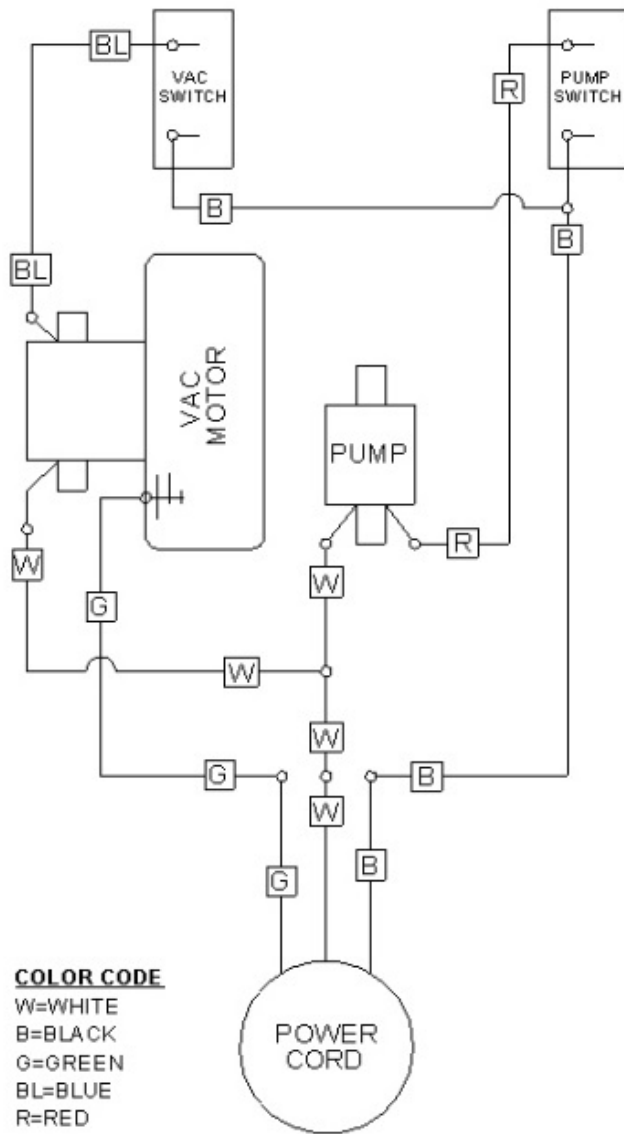 BL
VAC
SWITCH
R
PUMP
SWITCH
B
B
BL
VAC
MOTOR
PUMP
R
W
W
G
W
W
G
W
B
B
G
POWER
CORD
COLOR CODE
W=WHITE
B=BLACK
G=GREEN
BL=BLUE
R=RED